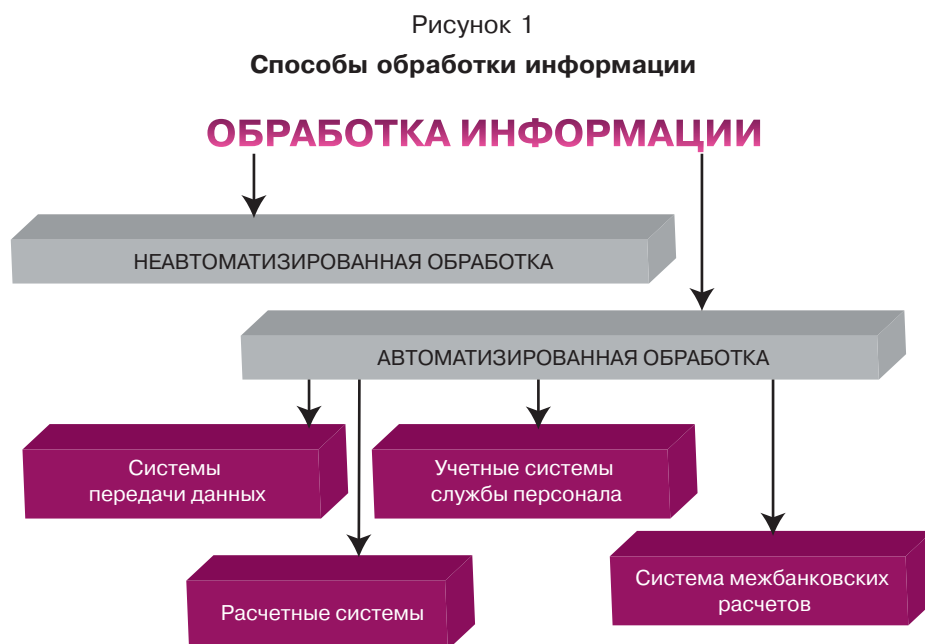 Рисунок 1
Способы обработки информации
ОБРАБОТКА ИНФОРМАЦИИ
НЕАВТОМАТИЗИРОВАННАЯ ОБРАБОТКА
АВТОМАТИЗИРОВАННАЯ ОБРАБОТКА
Системы
передачи данных
Учетные системы
службы персонала
Расчетные системы
Система межбанковских
расчетов